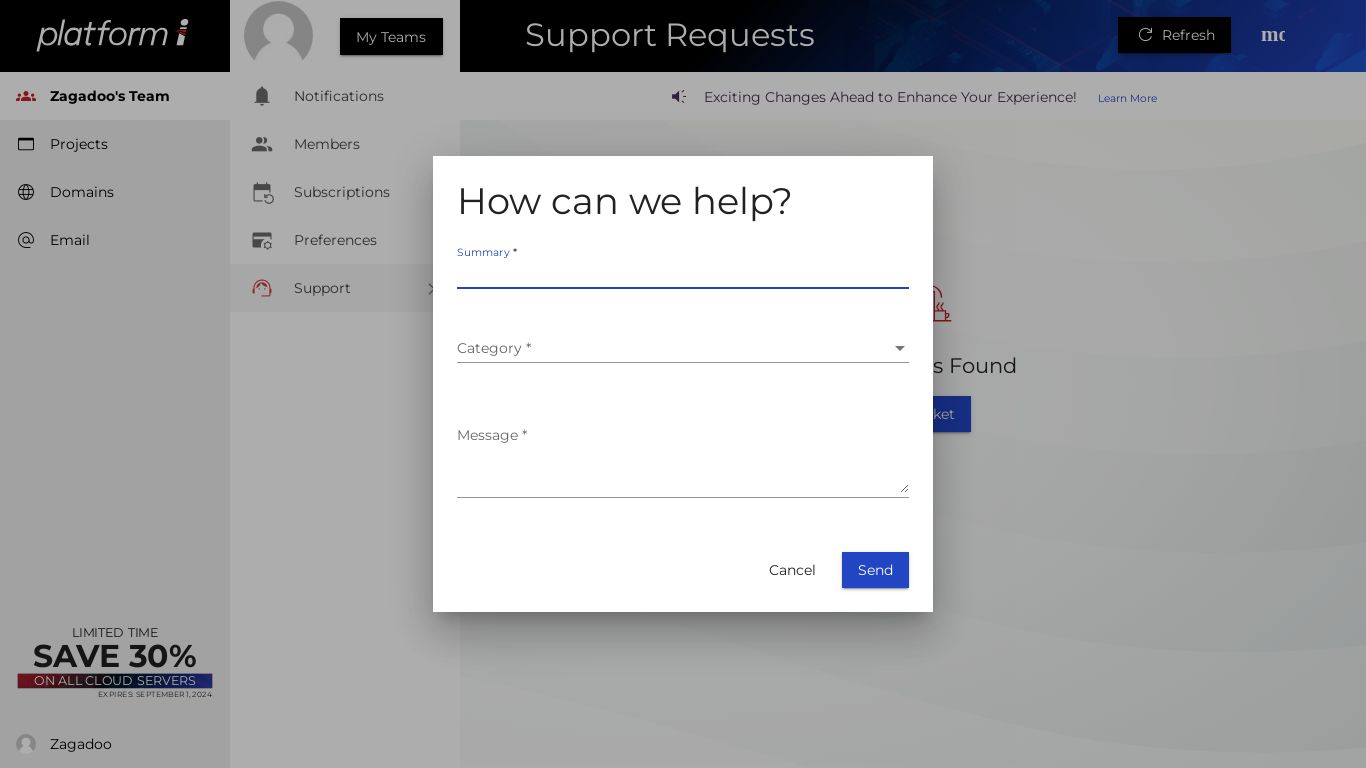 platform i
My Teams
Support Requests
Refresh
Zagadoo's Team
Notifications
Exciting Changes Ahead to Enhance Your Experience!
Learn More
Projects
Members
Domains
Subscriptions
Email
Preferences
Support
How can we help?
Summary *
Category *
Message *
s Found
ket
Cancel
Send
LIMITED TIME
SAVE 30%
ON ALL CLOUD SERVERS
EXPIRES: SEPTEMBER 1, 2024
Zagadoo